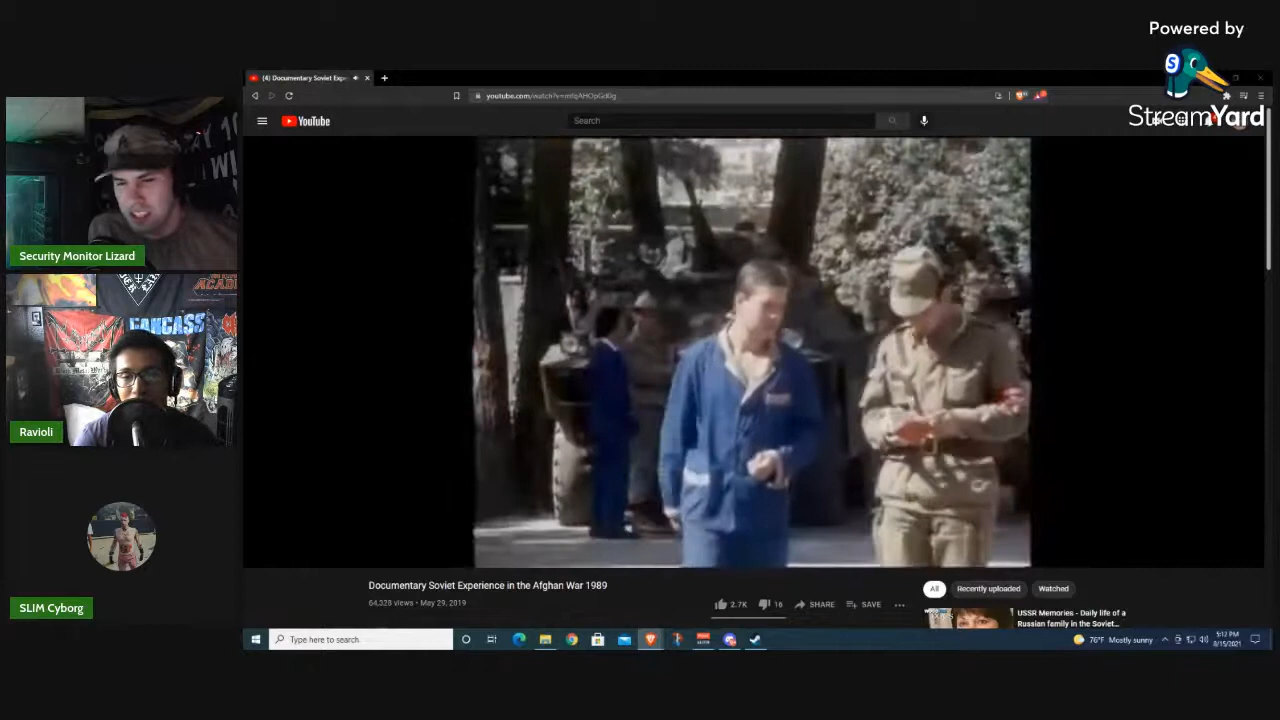 Powered by
StreamYard
(4) Documentary Soviet Expe
YouTube
Search
Security Monitor Lizard
CANCASS
Ravioli
SLIM Cyborg
Documentary Soviet Experience in the Afghan War 1989
64,328 views • May 29, 2019
2.7K
16
SHARE
SAVE
All
Recently uploaded
Watched
USSR Memories - Daily life of a
Russian family in the Soviet...
Type here to search
76°F Mostly sunny
5:12 PM
8/15/2021